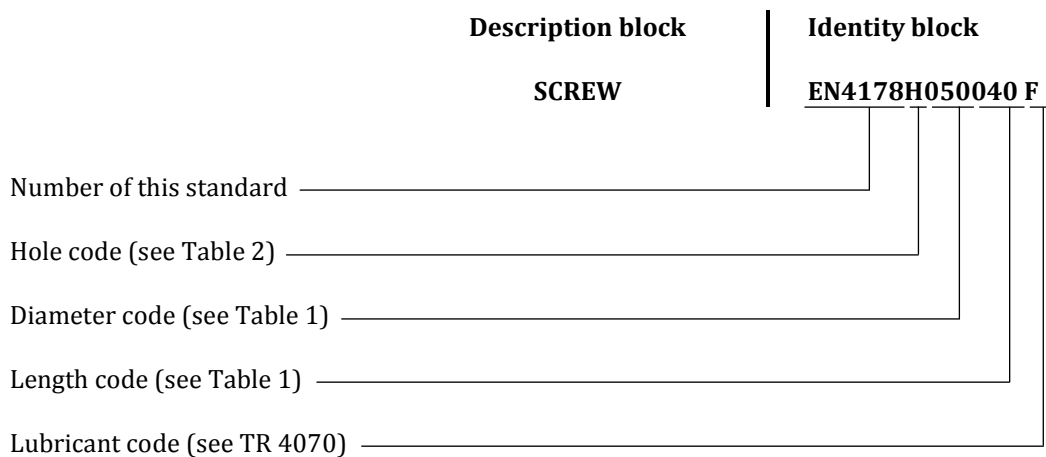 Description block Identity block
SCREW EN4178H050040 F
Number of this standard
Hole code (see Table 2)
Diameter code (see Table 1)
Length code (see Table 1)
Lubricant code (see TR 4070)